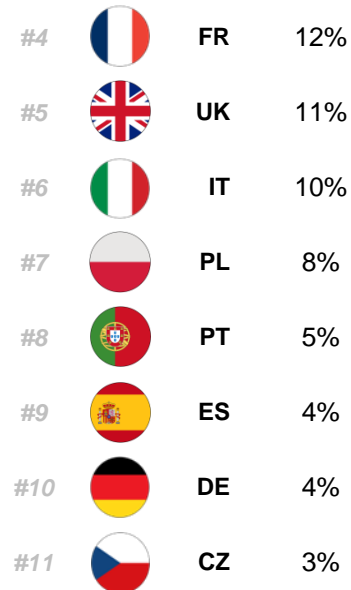 #4 FR 12%
#5 UK 11%
#6 IT 10%
#7 PL 8%
#8 PT 5%
#9 ES 4%
#10 DE 4%
#11 CZ 3%